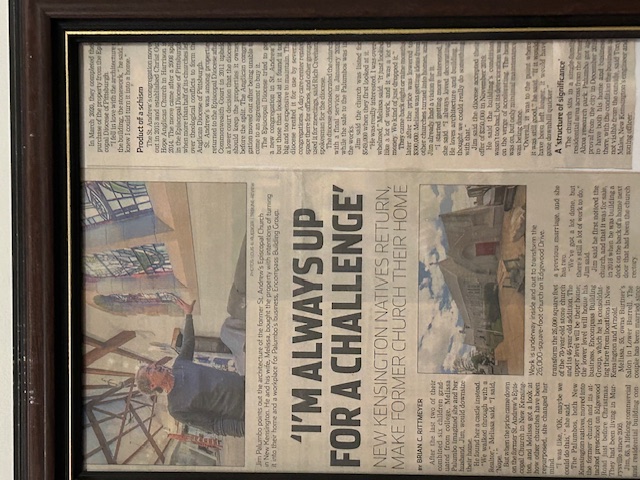 Jim Palumbo points out the architecture of the former St. Andrew's Episcopal Church
in New Kensington. He and his wife, Melissa, bought the property with intentions of turning
it into their home and a workplace for Palumbo's business, Encompass Building Group.
'I'M ALWAYS UP
FOR A CHALLENGE'
NEW KENSINGTON NATIVES RETURN,
MAKE FORMER CHURCH THEIR HOME
BY BRIAN C. RITTMEYER
After the last two of their
combined six children grad-
uated from college, Melissa
Palumbo imagined she and her
husband, Jim, would downsize
their home.
He found her a castle instead.
"We walked through with a
Realtor," Melissa said. "I said,
'Nope.'"
But when the price came down
on the former St. Andrew's Epis-
copal Church in New Kensing-
ton, and Melissa got a look at
how other churches have been
repurposed, she changed her
mind.
"I was like, 'OK, maybe we
could do this,'" she said.
The Palumbos, both New
Kensington natives, moved into
the former church and its at-
tached preschool on Edgewood
Road just before Christmas.
They had been living in Mur-
rysville since 2003.
Jim, 61, is a lifelong commercial
and residential building con-
Work is underway inside and out to transform the
26,000-square-foot church on Edgewood Drive.
transform the 26,000 square feet
of the 70-year-old stone church
and its 46-year-old addition. The
upper level will be their home;
the lower level will house his
business, Encompass Building
Group, which he is consolidat-
ing there from locations in New
Kensington and Arnold.
Melissa, 55, owns Burtner's
Salon in Lower Burrell. The
couple has been married since
a previous marriage, and she
has two.
"We've got a lot done, but
there's still a lot of work to do,"
Jim said.
Jim said he first noticed the
church, and that it was for sale,
in 2018 when he was building a
deck on the back of a home next
door that had been the church
rectory.
In March 2020, they completed the
purchase of the property from the Epis-
copal Diocese of Pittsburgh.
"I fell in love with the architecture
the building, the stonework," he said.
knew I could turn it into a home."
Product of a schism
The St. Andrew's congregation moved
out in 2013 and established Christ Our
Hope Anglican Church in Harrison in
2014. The move came after a 2008 split
in the Episcopal Diocese of Pittsburgh
when more than half of its churches left
over theological conflicts to form the
Anglican Diocese of Pittsburgh.
St. Andrew's was among properties
returned to the Episcopal Diocese after
Commonwealth Court in 2011 upheld
a lower court decision that the diocese
should keep the properties it owned
before the split. The Anglican congre-
gation moved out after being unable to
come to an agreement to buy it.
The Episcopal Diocese tried to get
a new congregation in St. Andrew's
but those that looked at it found it too
big and too expensive to maintain. The
diocese rented it for use by several
congregations. A day care center rented
space there for offices, and other groups
used it for meetings, said Rich Creehan,
spokesman for the diocese.
The diocese deconsecrated the church
with a final service in January 2020
while the sale to the Palumbos was in
the works.
Jim said the church was listed for
$549,000 when they first looked at it.
"He was really interested. I was over-
whelmed," Melissa said. "It just looked
like a lot of work, and it was a lot of
money. We kind of just dropped it."
They came back eight or nine months
later after the price was lowered to
$300,000. Melissa was getting ideas from
other churches turned into homes, and
Jim already had a vision for it.
"I started getting more interested,"
she said. "I always loved decorating.
He loves architecture and building.
thought we could really do something
with that."
Jim said the diocese accepted their
offer of $250,000 in November 2019.
He said the building's condition
wasn't too bad, but its deterioration was
on the verge of accelerating. The heat
was on, but only minimal maintenance
was being done.
"Overall, it was to the point where
it was still good," he said. "If it would
have been left longer, it would have
gone downhill quicker."
A 'structure of significance'
The church sits in a single-family
residential area across from the former
Alcoa research park. Palumbo got ap-
proval from the city in December 2019
to have both his home and business
there, with the condition the business is
not visible from the outside, said Tony
Males, New Kensington's engineer and
zoning officer.